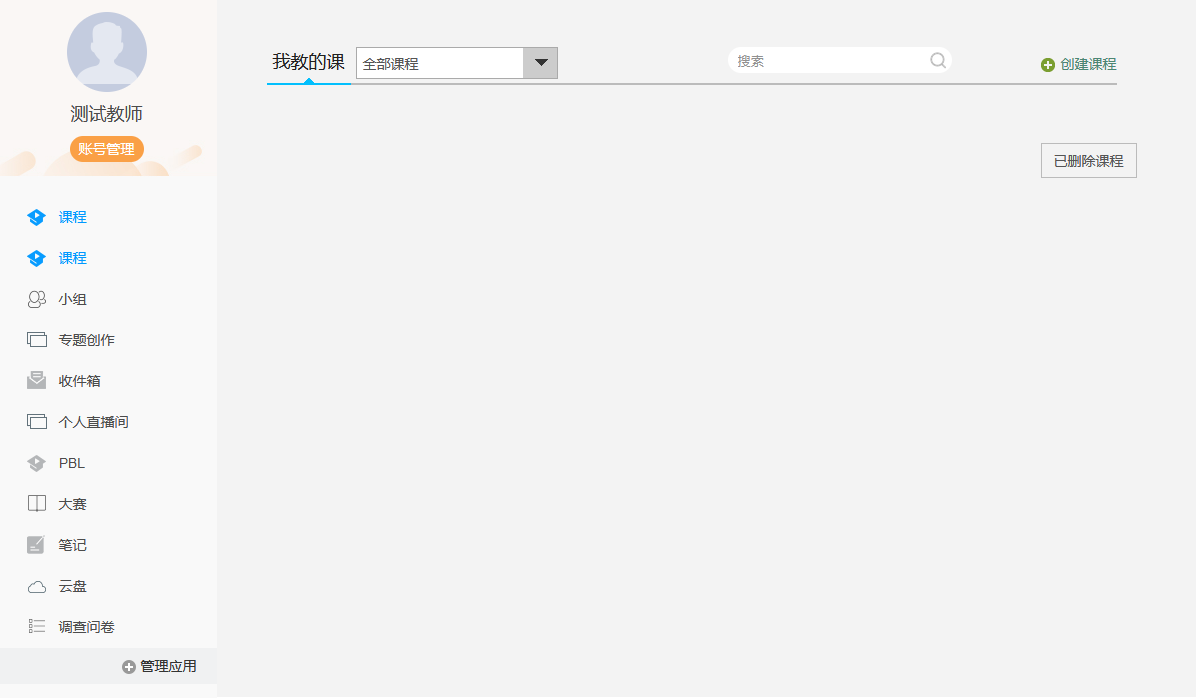 测试教师
账号管理
课程
课程
小组
专题创作
收件箱
个人直播间
PBL
大赛
笔记
云盘
调查问卷
管理应用
我教的课 全部课程 搜索 创建课程
已删除课程